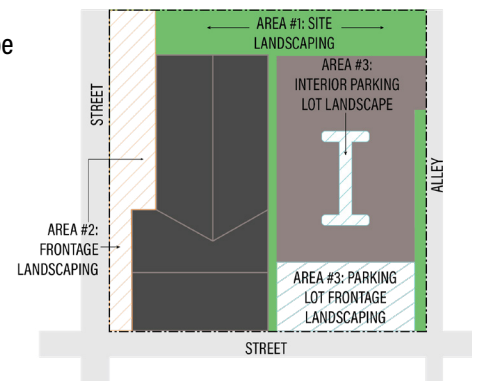 pe
AREA #1: SITE
LANDSCAPING
AREA #3:
INTERIOR PARKING
LOT LANDSCAPE
STREET
ALLEY
AREA #2:
FRONTAGE
LANDSCAPING
AREA #3: PARKING
LOT FRONTAGE
LANDSCAPING
STREET